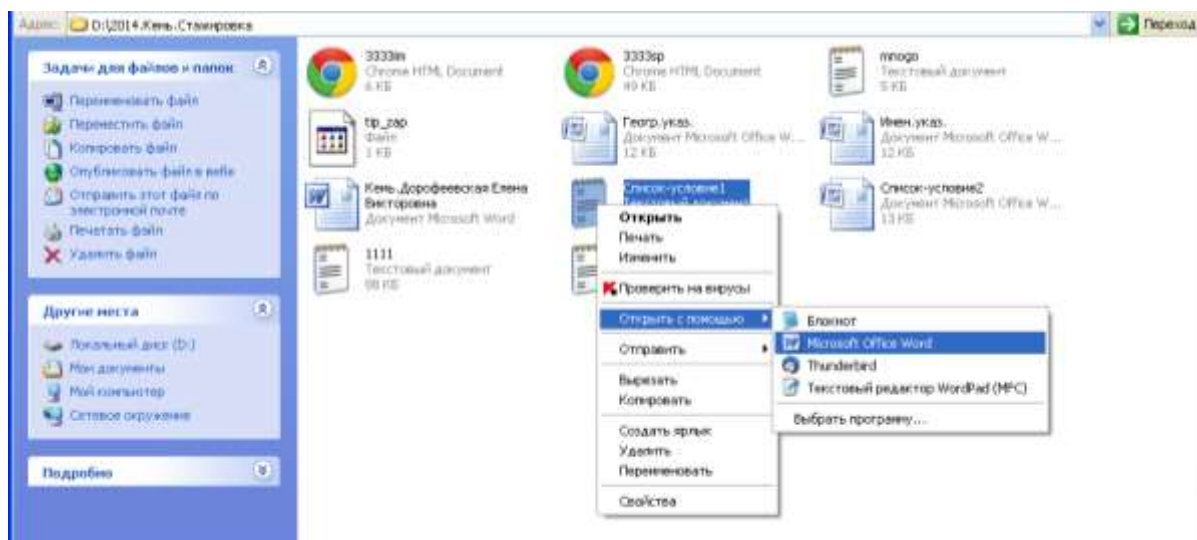 Адрес: D:\2014.Кень.Стажировка
Переход
Задачи для файлов и папок
Переименовать файл
Переместить файл
Копировать файл
Опубликовать файл в вебе
Отправить этот файл по
электронной почте
Печатать файл
Удалить файл
Другие места
Локальный диск (D:)
Мои документы
Мой компьютер
Сетевое окружение
Подробно
3333im
Chrome HTML Document
6 КБ
3333sp
Chrome HTML Document
49 КБ
mnogo
Текстовый документ
5 КБ
tip_zap
Файл
1 КБ
Геогр.указ.
Документ Microsoft Office W...
12 КБ
Имен.указ.
Документ Microsoft Office W...
12 КБ
Кень.Дорофеевская Елена
Викторовна
Документ Microsoft Word
Список-условие1
Текстовый документ
Список-условие2
Документ Microsoft Office W...
13 КБ
1111
Текстовый документ
98 КБ
Открыть
Печать
Изменить
Проверить на вирусы
Открыть с помощью
Отправить
Вырезать
Копировать
Создать ярлык
Удалить
Переименовать
Свойства
Блокнот
Microsoft Office Word
Thunderbird
Текстовый редактор WordPad (MFC)
Выбрать программу...